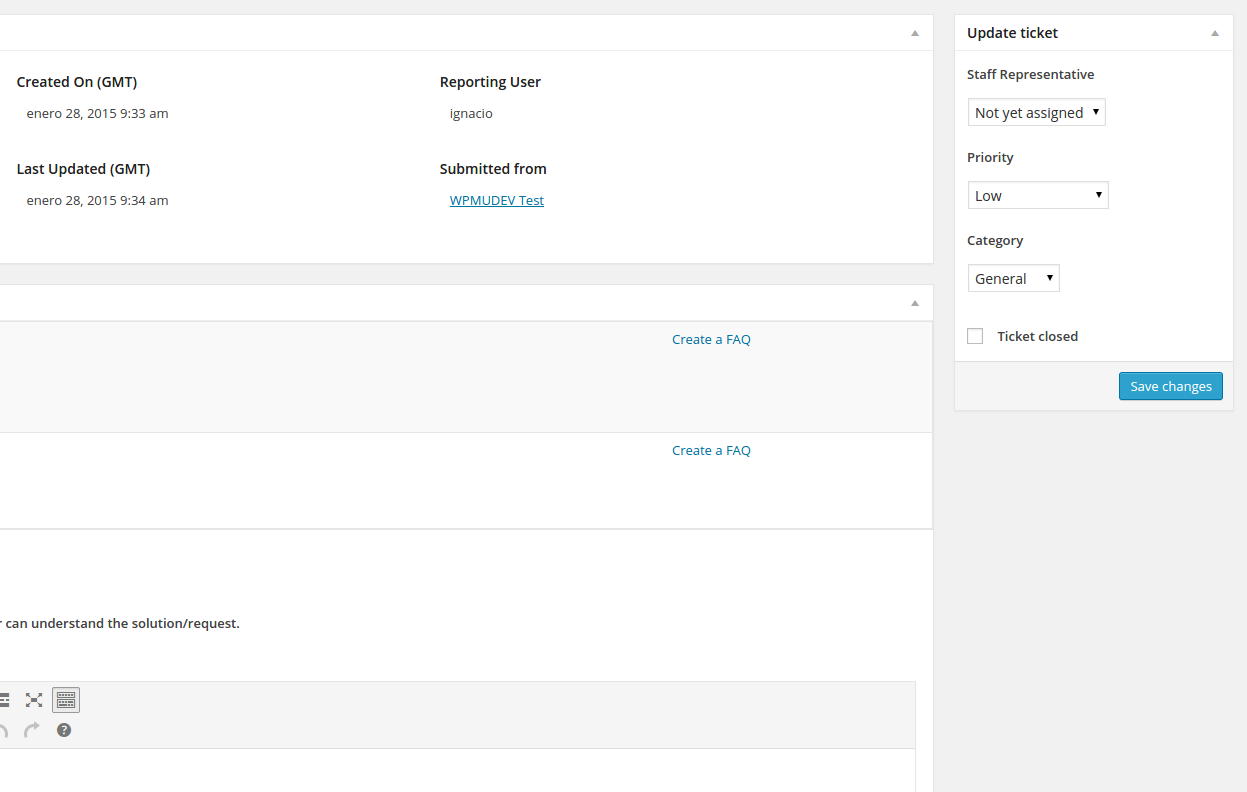 Created On (GMT)
Reporting User
enero 28, 2015 9:33 am
ignacio
Last Updated (GMT)
Submitted from
enero 28, 2015 9:34 am
WPMUDEV Test
Create a FAQ
Create a FAQ
can understand the solution/request.
Update ticket
Staff Representative
Not yet assigned
Priority
Low
Category
General
Ticket closed
Save changes